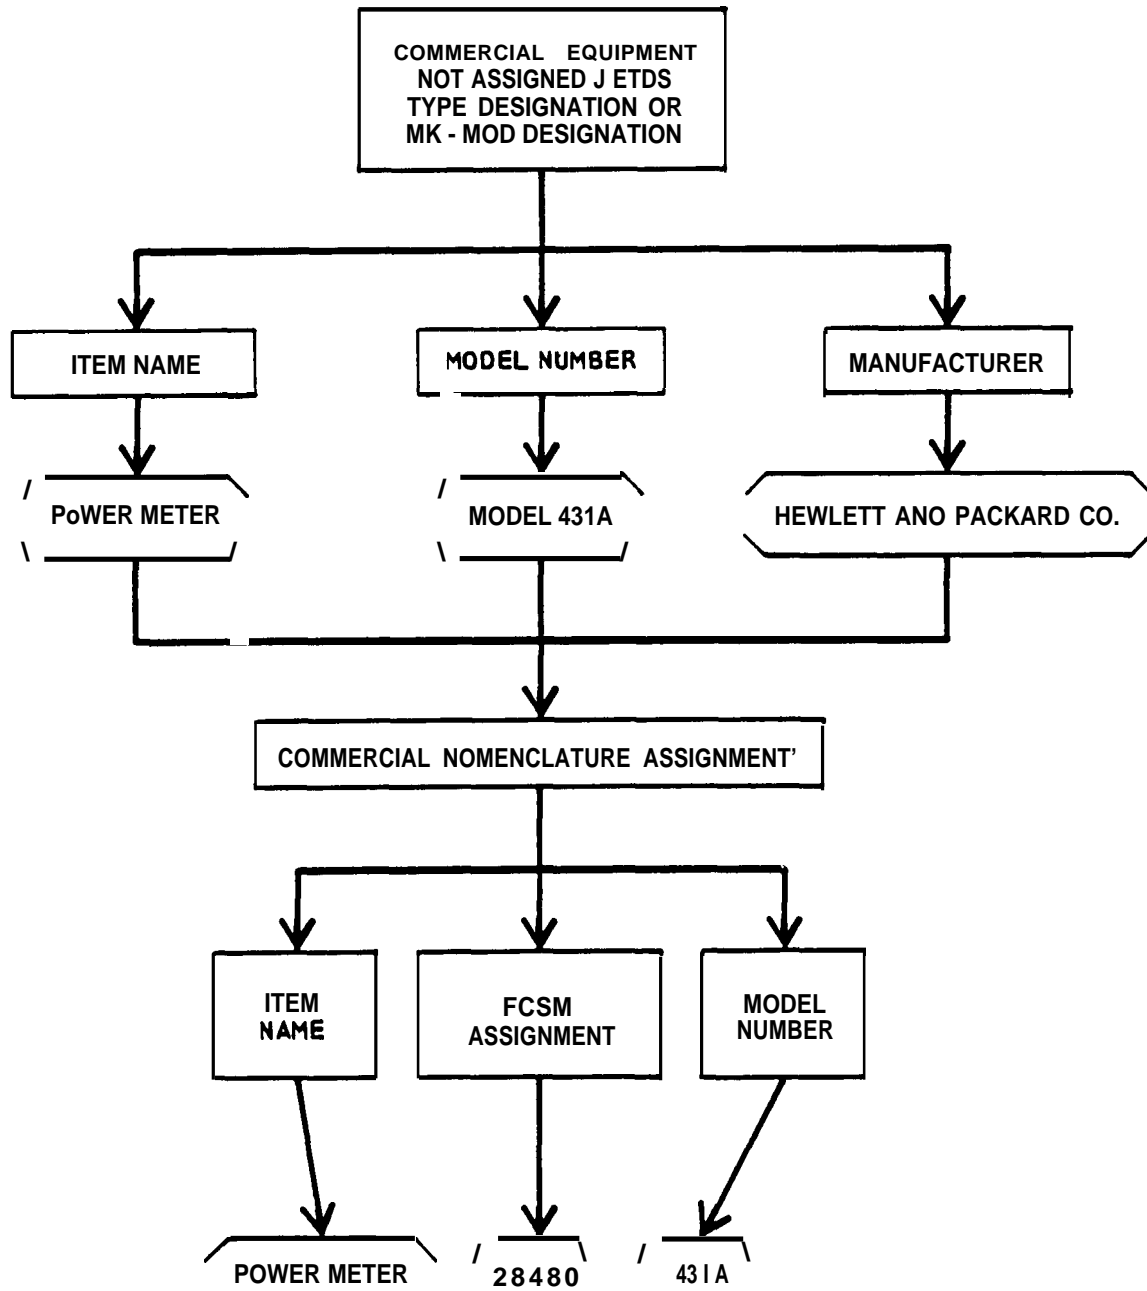 COMMERCIAL EQUIPMENT
NOT ASSIGNED J ETDS
TYPE DESIGNATION OR
MK - MOD DESIGNATION
ITEM NAME
MODEL NUMBER
MANUFACTURER
PoWER METER
MODEL 431A
HEWLETT ANO PACKARD CO.
COMMERCIAL NOMENCLATURE ASSIGNMENT'
ITEM
NAME
FCSM
ASSIGNMENT
MODEL
NUMBER
POWER METER
28480
43 I A